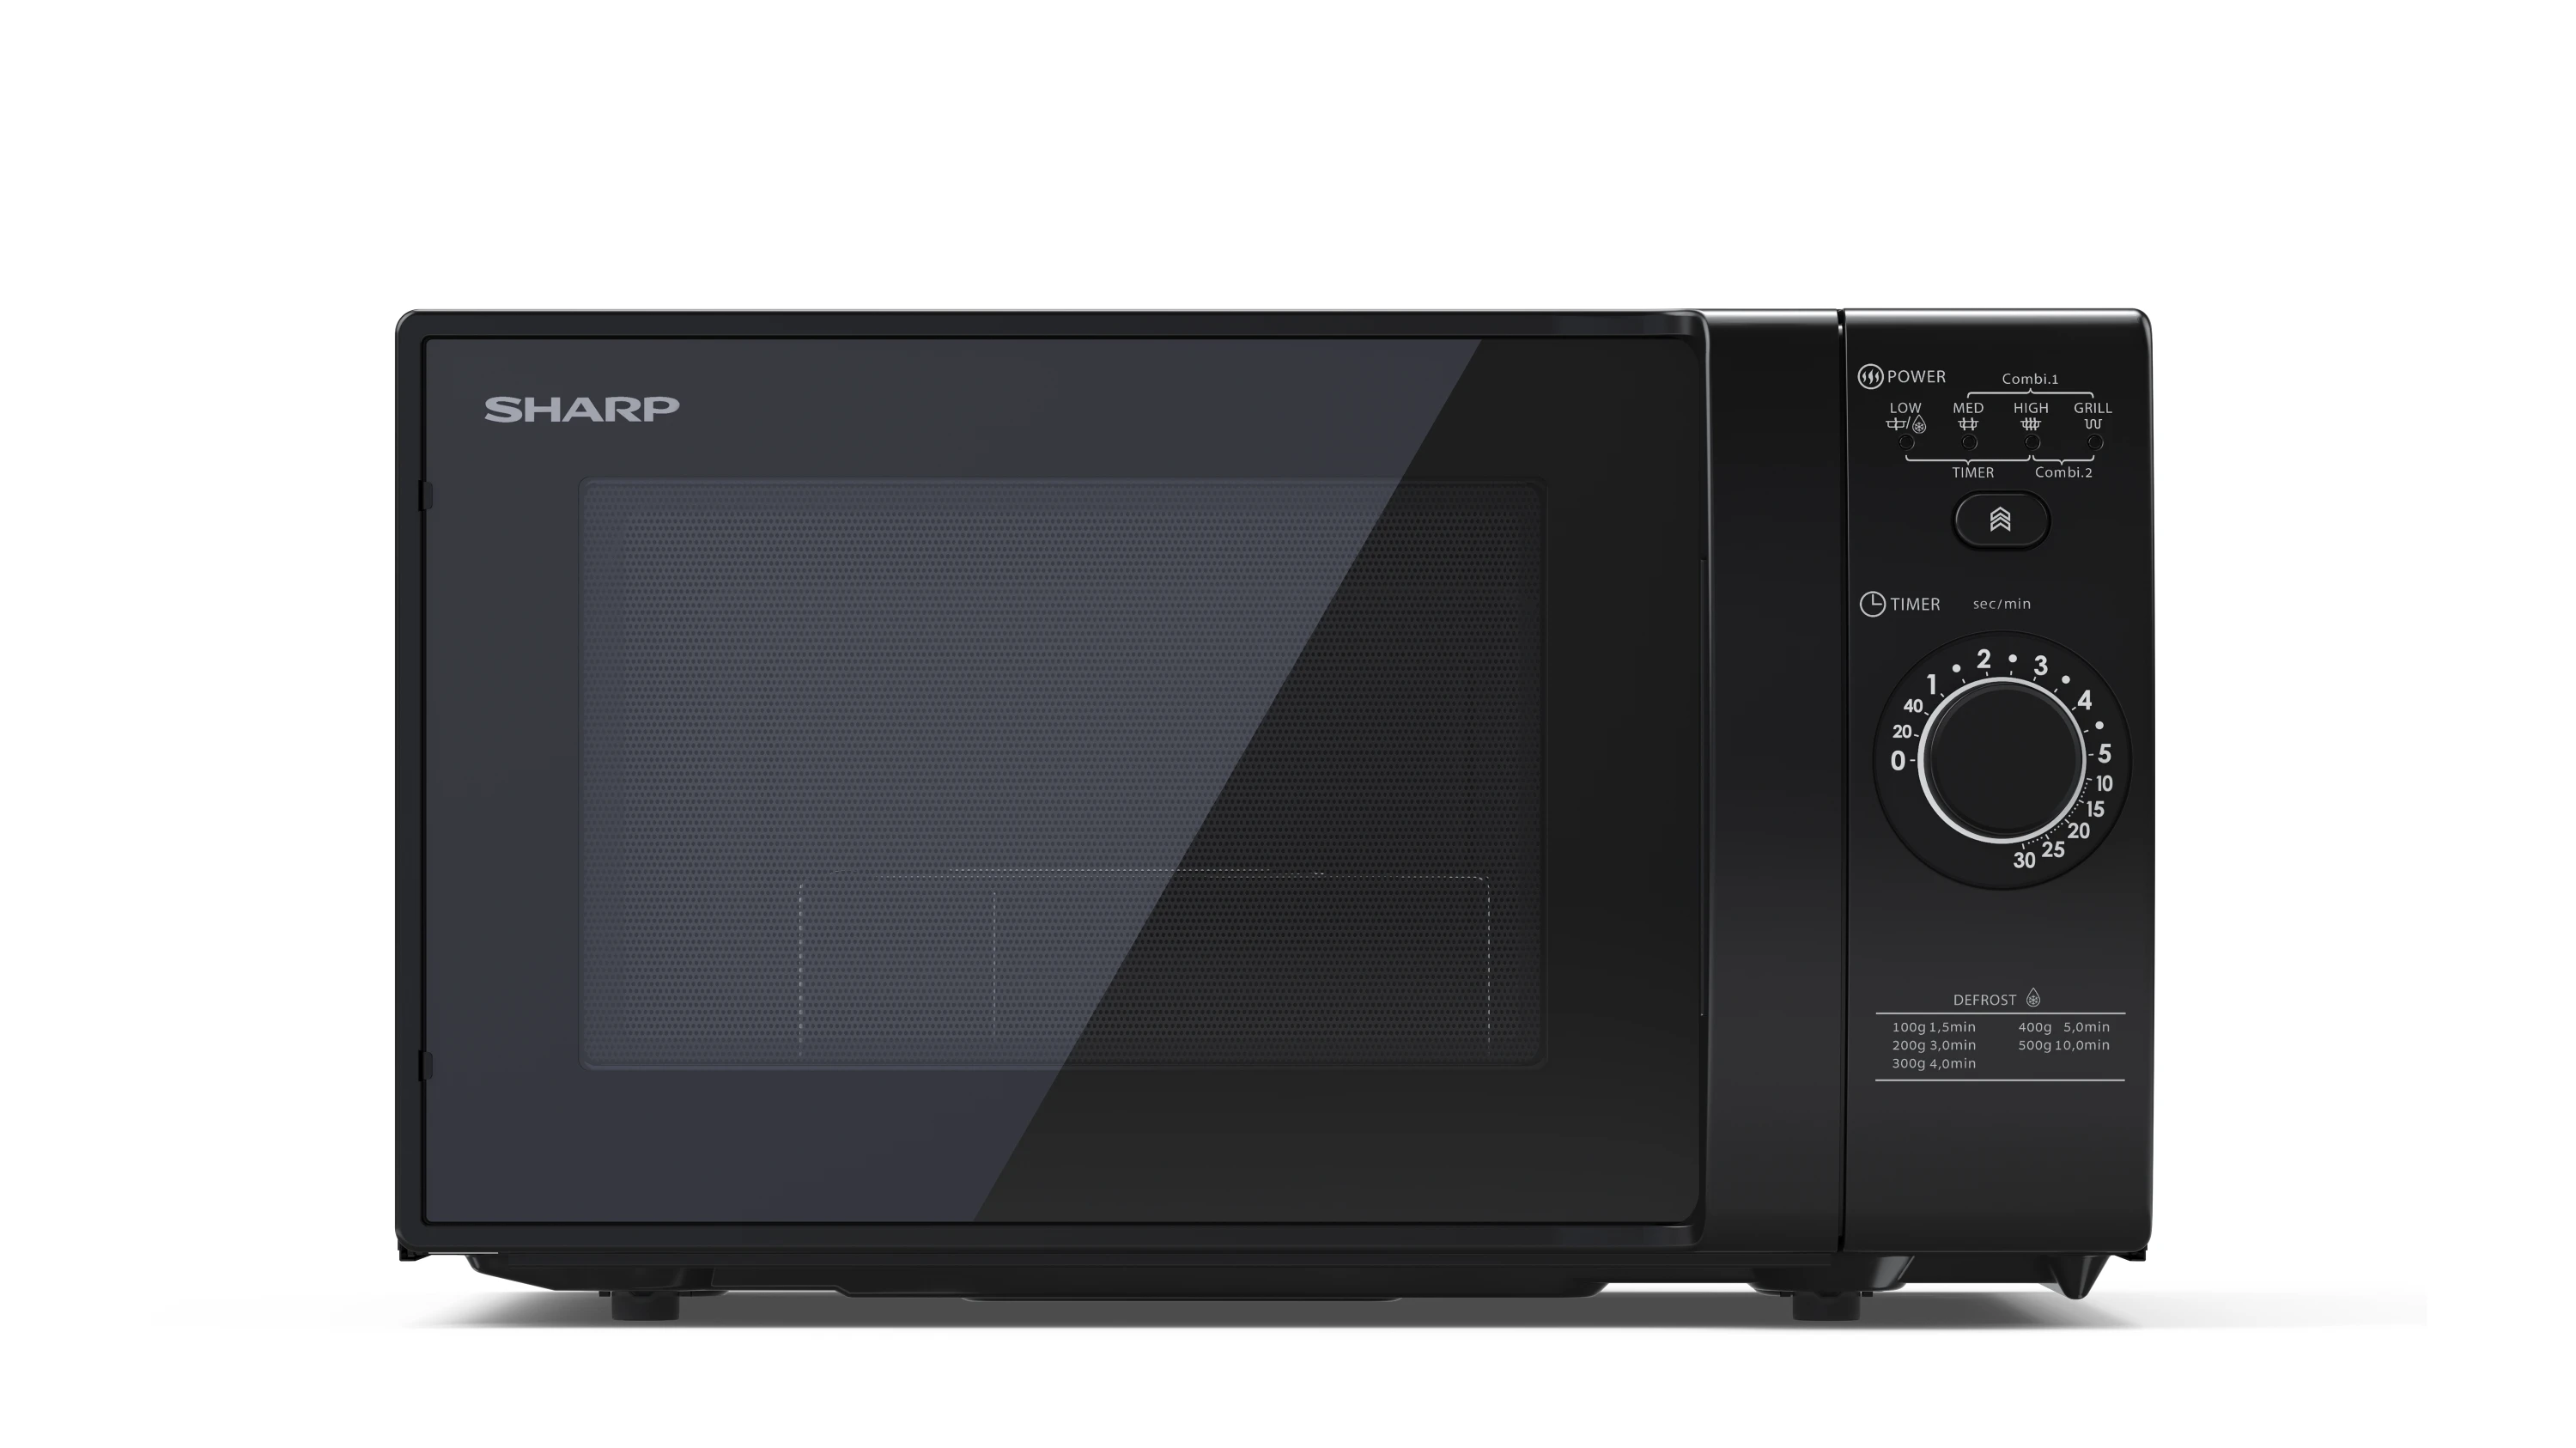 SHARP
POWER
Combi.1
LOW MED HIGH GRILL
TIMER Combi.2
TIMER sec/min
0 20 40 1 2 3 4 5 10 15 20 25 30
DEFROST
100g 1,5min 400g 5,0min
200g 3,0min 500g 10,0min
300g 4,0min